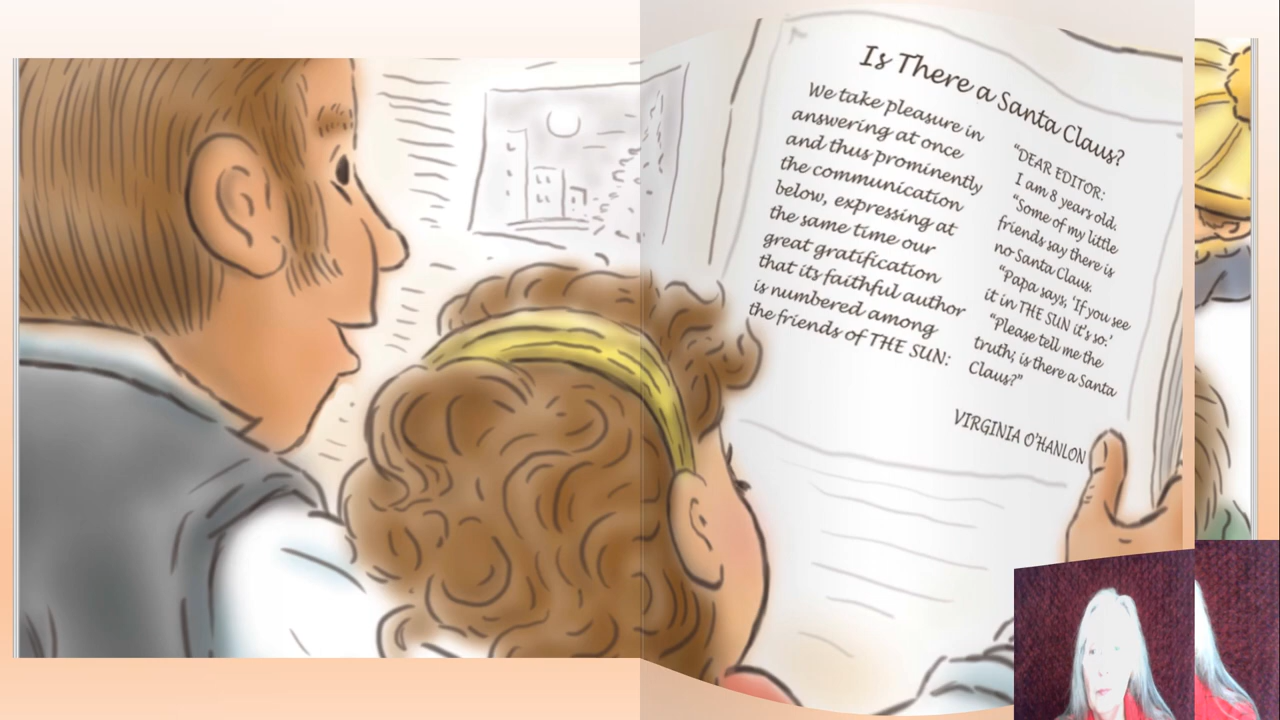 Is There a Santa Claus?
We take pleasure in
answering at once
and thus prominently
the communication
below, expressing at
the same time our
great gratification
that its faithful author
is numbered among
the friends of THE SUN:
“DEAR EDITOR:
I am 8 years old.
“Some of my little
friends say there is
no Santa Claus.
“Papa says, ‘If you see
it in THE SUN it’s so.’
“Please tell me the
truth; is there a Santa
Claus?”
VIRGINIA O’HANLON